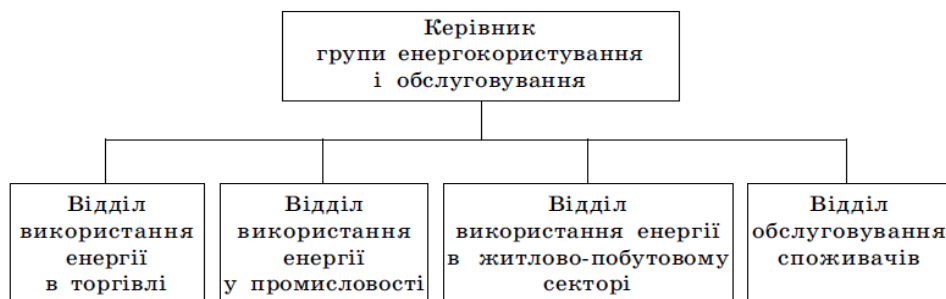 Керівник
групи енергокористування
і обслуговування
Відділ
використання
енергії
в торгівлі
Відділ
використання
енергії
у промисловості
Відділ
використання енергії
в житлово-побутовому
секторі
Відділ
обслуговування
споживачів